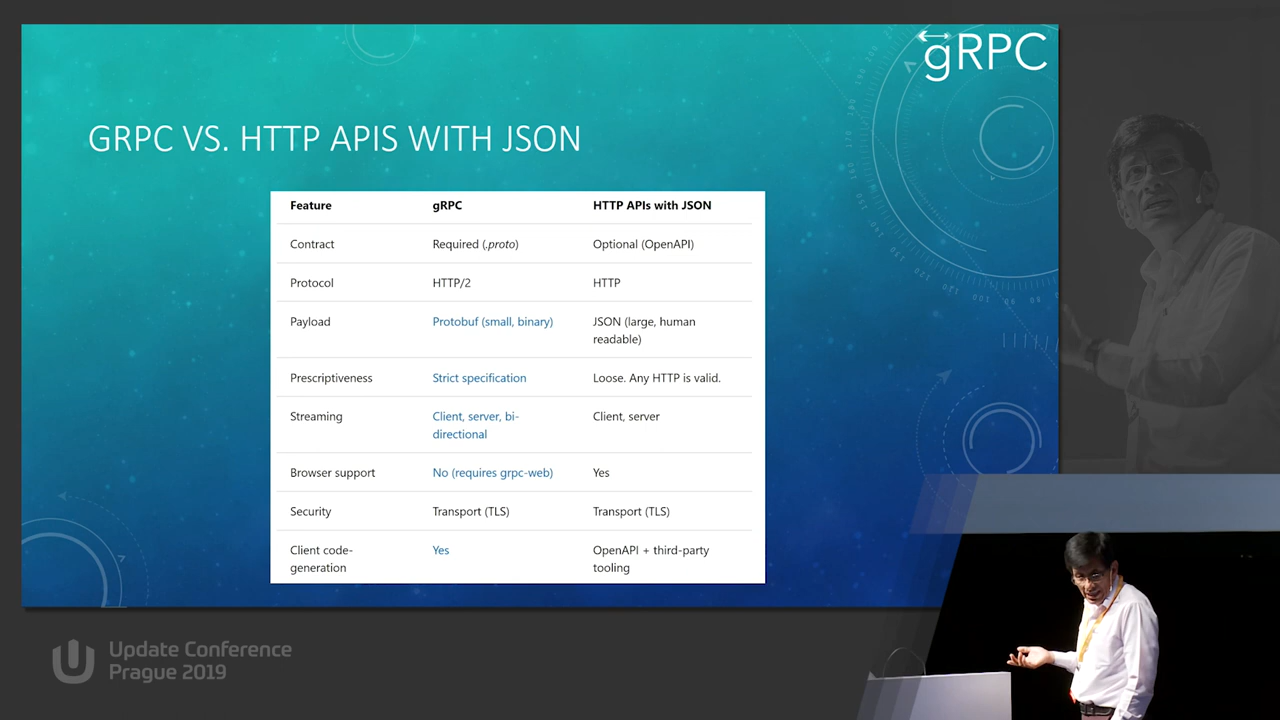 gRPC
GRPC VS. HTTP APIS WITH JSON
Feature gRPC HTTP APIs with JSON
Contract Required (.proto) Optional (OpenAPI)
Protocol HTTP/2 HTTP
Payload Protobuf (small, binary) JSON (large, human
readable)
Prescriptiveness Strict specification Loose. Any HTTP is valid.
Streaming Client, server, bi- Client, server
directional
Browser support No (requires grpc-web) Yes
Security Transport (TLS) Transport (TLS)
Client code- Yes OpenAPI + third-party
generation tooling
Update Conference
Prague 2019